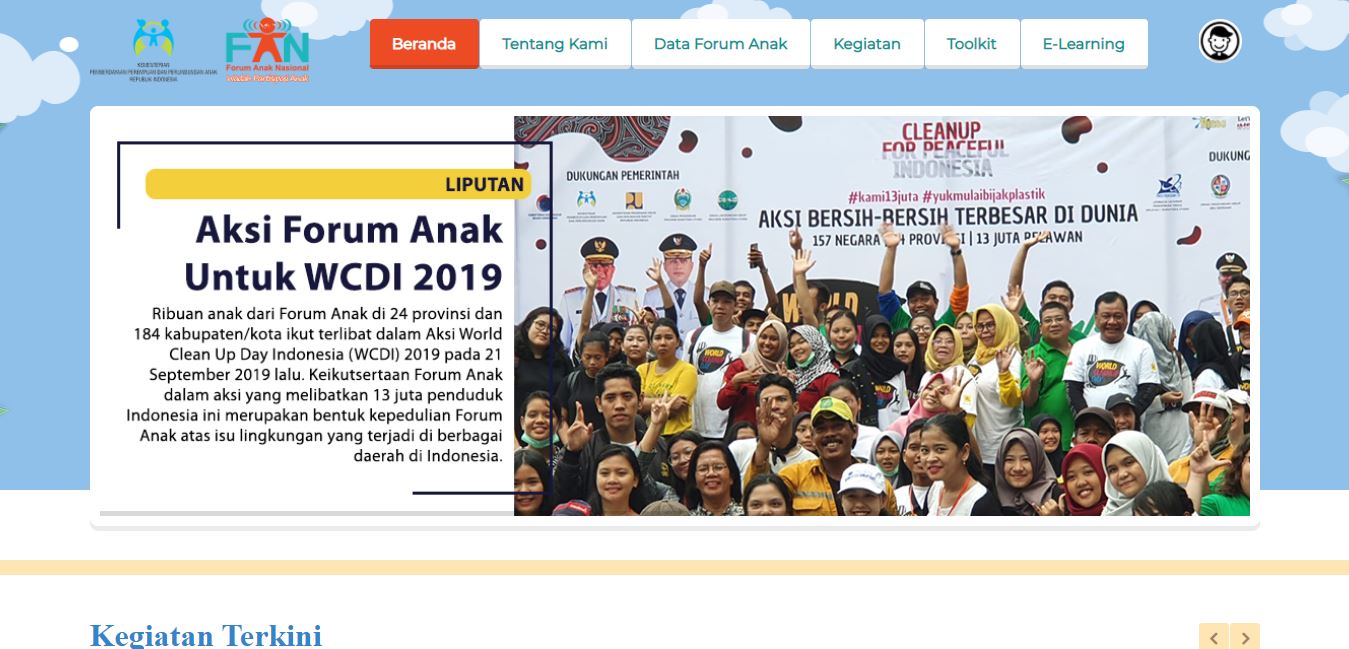 KEMENTERIAN
PEMBERDAYAAN PEREMPUAN DAN PERLINDUNGAN ANAK
REPUBLIK INDONESIA
FAN
Forum Anak Nasional
Wadah Partisipasi Anak
Beranda
Tentang Kami
Data Forum Anak
Kegiatan
Toolkit
E-Learning
LIPUTAN
Aksi Forum Anak
Untuk WCDI 2019
Ribuan anak dari Forum Anak di 24 provinsi dan
184 kabupaten/kota ikut terlibat dalam Aksi World
Clean Up Day Indonesia (WCDI) 2019 pada 21
September 2019 lalu. Keikutsertaan Forum Anak
dalam aksi yang melibatkan 13 juta penduduk
Indonesia ini merupakan bentuk kepedulian Forum
Anak atas isu lingkungan yang terjadi di berbagai
daerah di Indonesia.
CLEANUP
FOR PEACEFUL
INDONESIA
DUKUNGAN PEMERINTAH
DUKUNG
#kami13juta #yukmulaibijakplastik
AKSI BERSIH-BERSIH TERBESAR DI DUNIA
157 NEGARA 4 PROVINSI | 13 JUTA RELAWAN
WORLD
Kegiatan Terkini